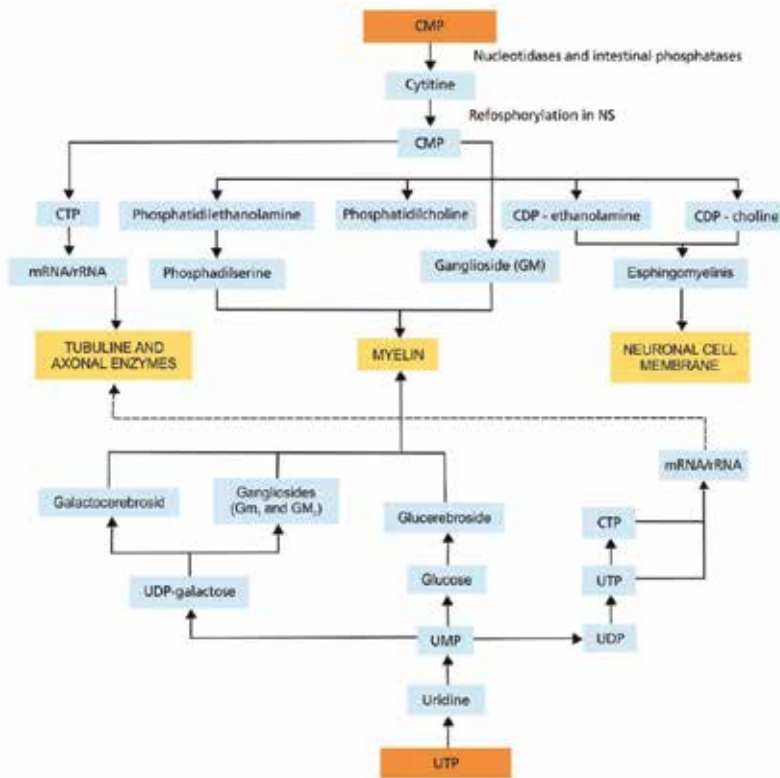 CMP
Nucleotidases and intestinal phosphatases
Cytitine
Refosphorylation in NS
CMP
CTP
Phosphatidilethanolamine
Phosphatidilcholine
CDP - ethanolamine
CDP - choline
mRNA/rRNA
Phosphadilserine
Ganglioside (GM)
Esphingomyelinis
TUBULINE AND
AXONAL ENZYMES
MYELIN
NEURONAL CELL
MEMBRANE
mRNA/rRNA
Galactocerebrosid
Gangliosides
(Gm, and GM,)
Glucerebroside
CTP
Glucose
UTP
UDP-galactose
UMP
UDP
Uridine
UTP